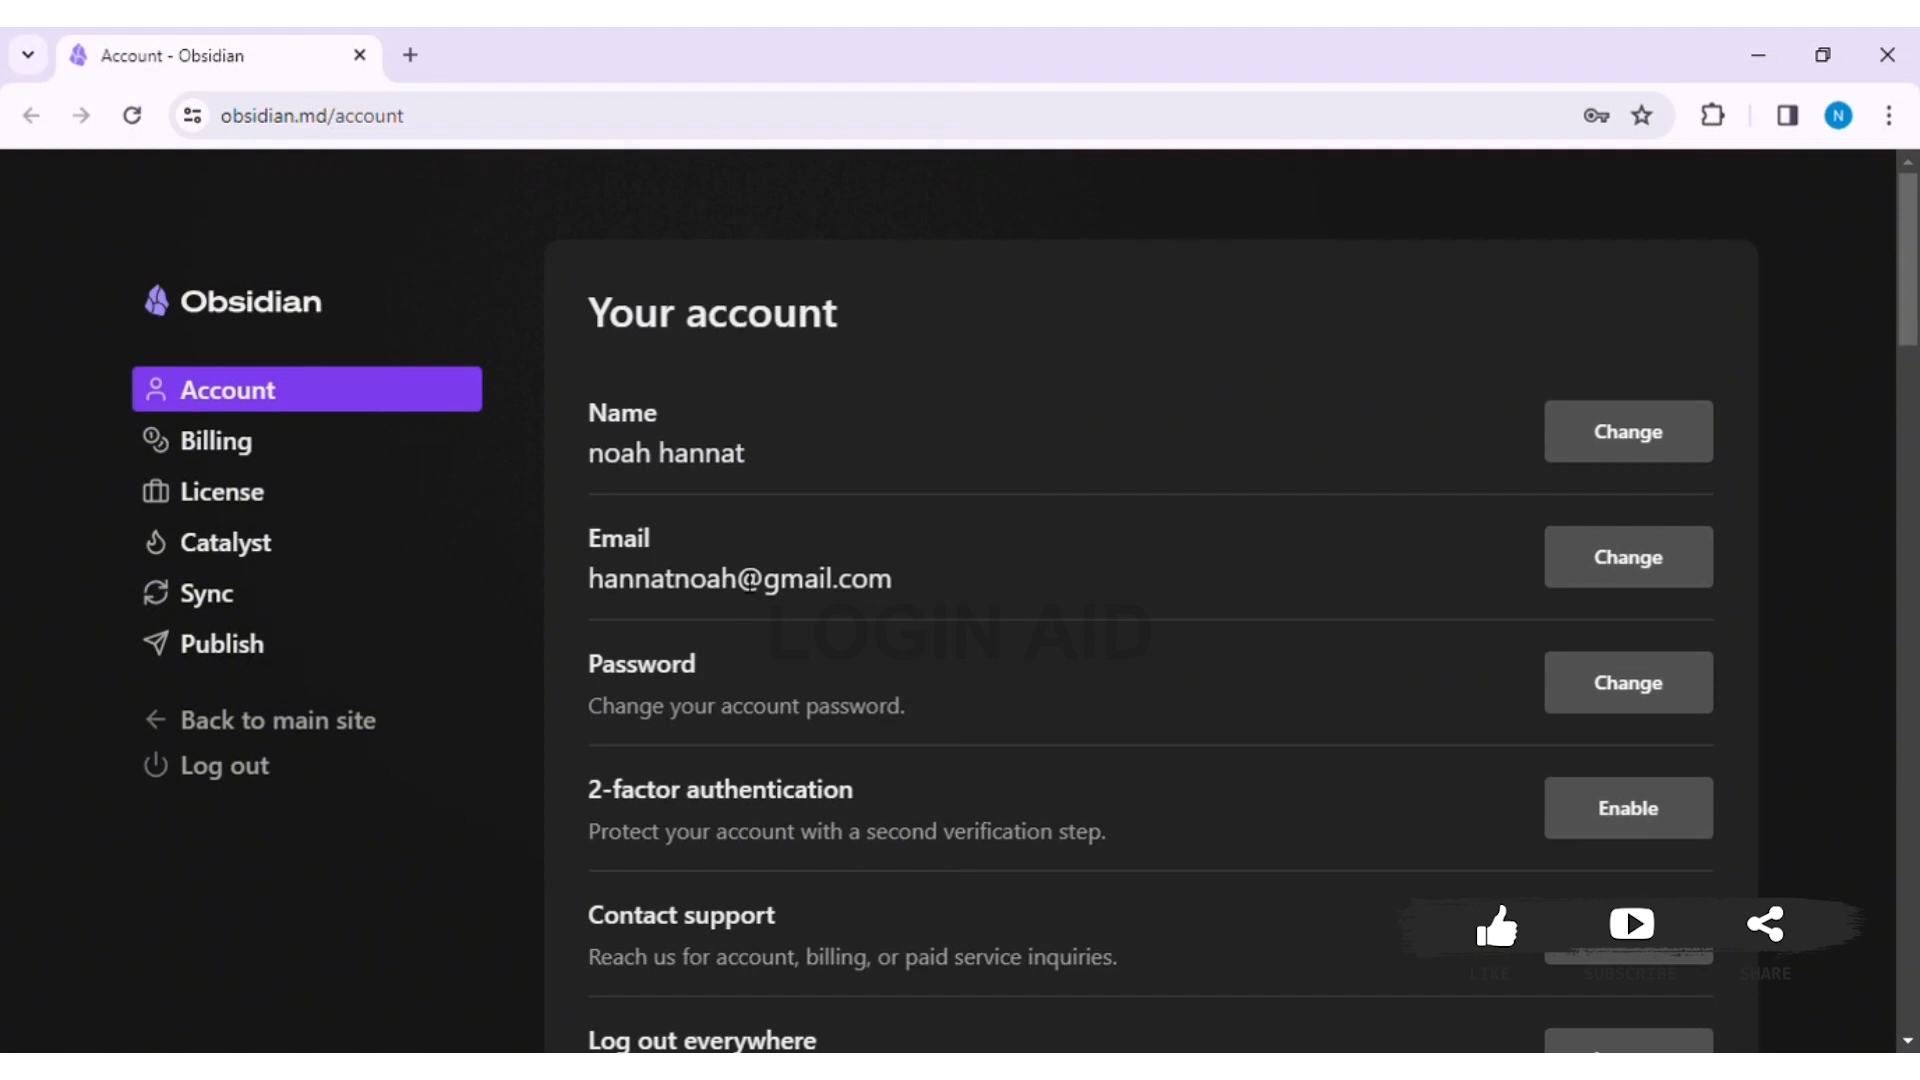 Account - Obsidian
obsidian.md/account
N
Obsidian
Account
Billing
License
Catalyst
Sync
Publish
Back to main site
Log out
Your account
Name
noah hannat
Change
Email
hannatnoah@gmail.com
Change
LOGIN AID
Password
Change your account password.
Change
2-factor authentication
Protect your account with a second verification step.
Enable
Contact support
Reach us for account, billing, or paid service inquiries.
LIKE
SUBSCRIBE
SHARE
Log out everywhere